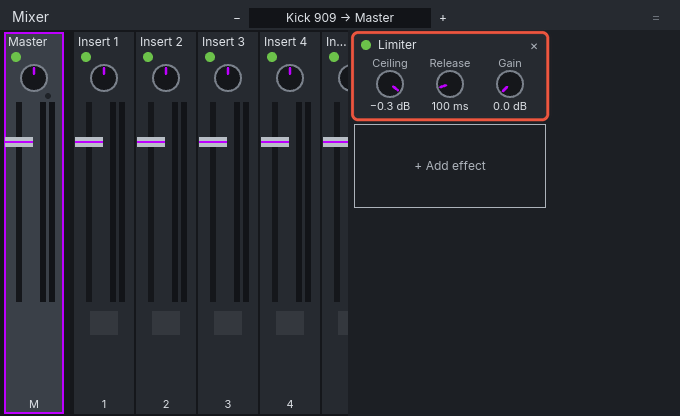 Mixer
− Kick 909 → Master +
Master
Insert 1
Insert 2
Insert 3
Insert 4
In...
Limiter ×
Ceiling
Release
Gain
−0.3 dB
100 ms
0.0 dB
+ Add effect
M
1
2
3
4